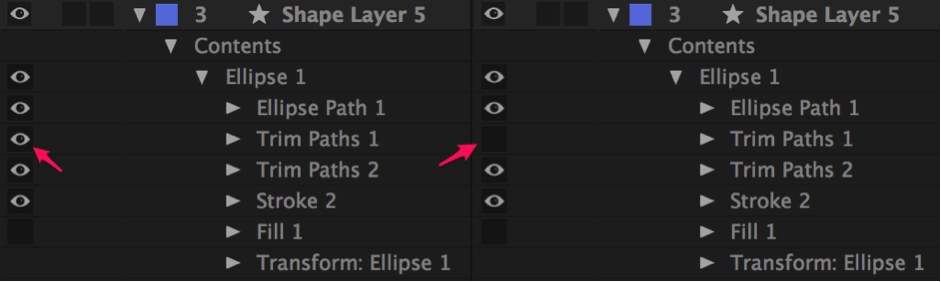 3 Shape Layer 5
Contents
Ellipse 1
Ellipse Path 1
Trim Paths 1
Trim Paths 2
Stroke 2
Fill 1
Transform: Ellipse 1
3 Shape Layer 5
Contents
Ellipse 1
Ellipse Path 1
Trim Paths 1
Trim Paths 2
Stroke 2
Fill 1
Transform: Ellipse 1